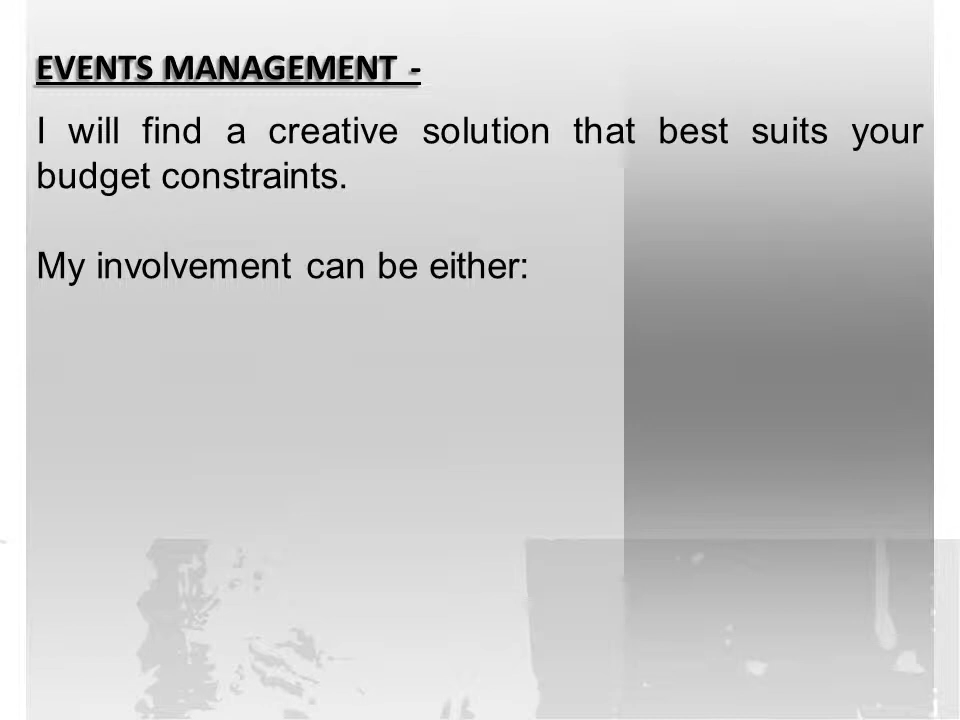 EVENTS MANAGEMENT -
I will find a creative solution that best suits your
budget constraints.
My involvement can be either: